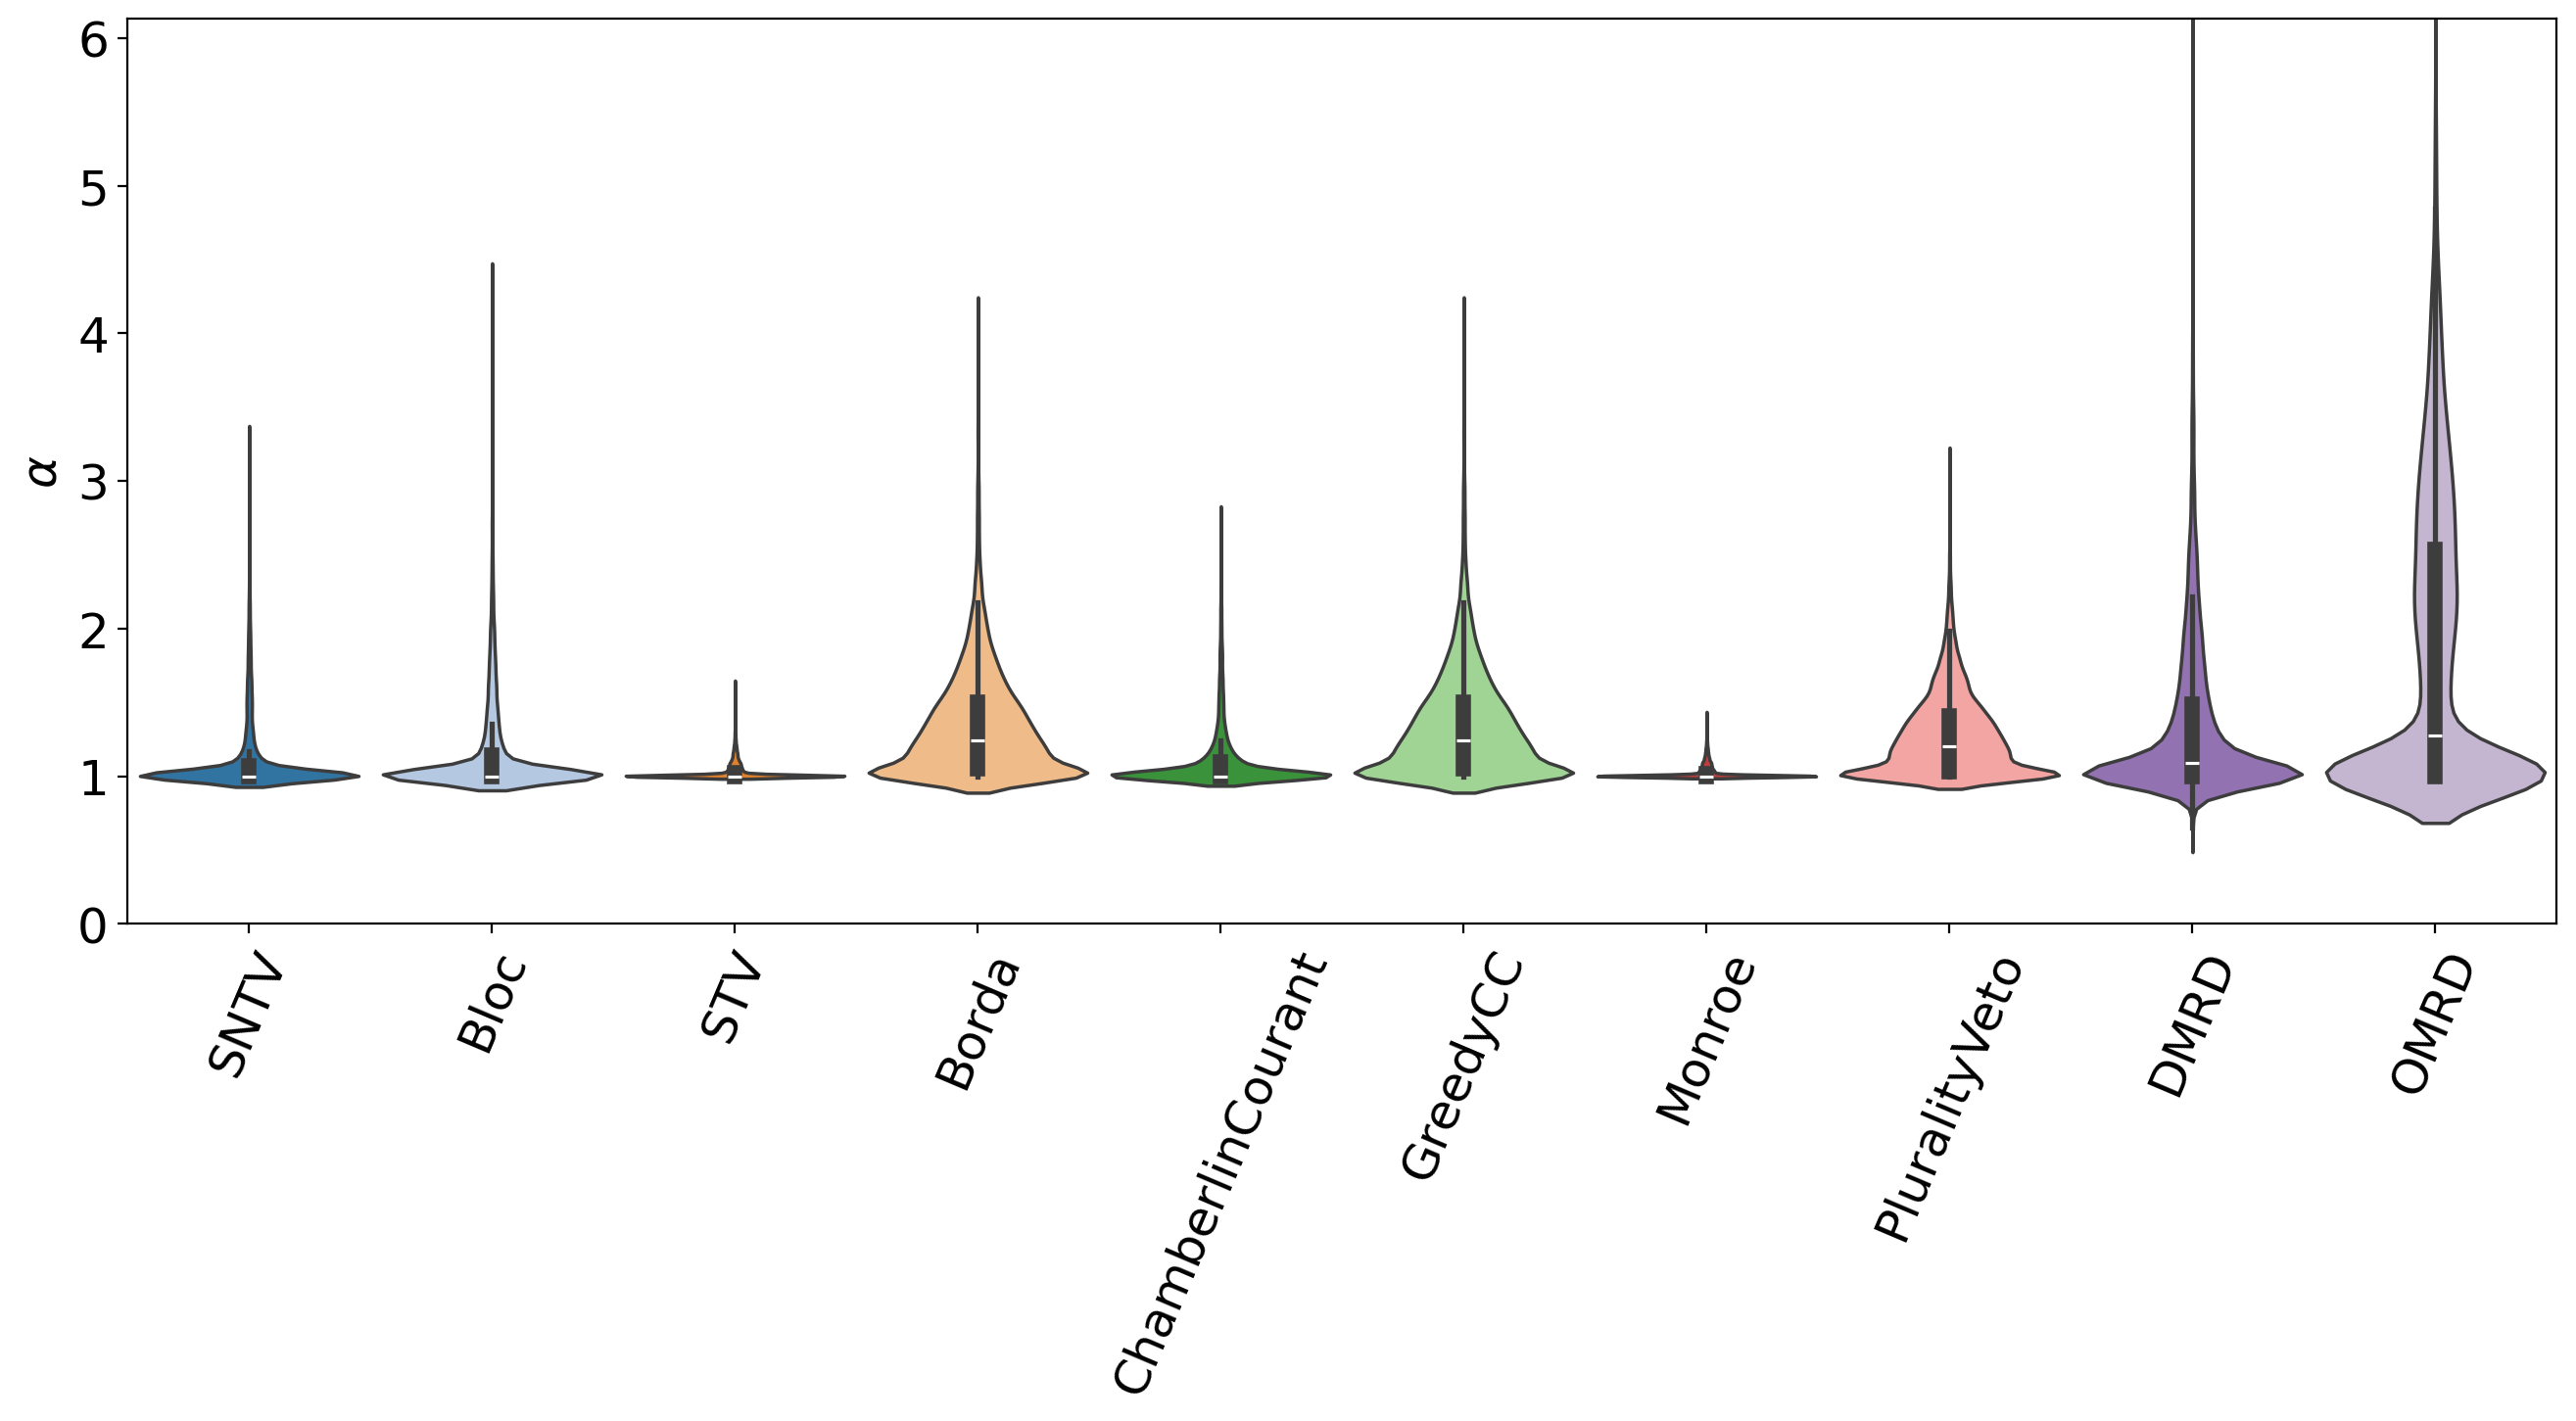 6
5
4
3
2
1
0
α
SNTV
Bloc
STV
Borda
ChamberlinCourant
GreedyCC
Monroe
PluralityVeto
DMRD
OMRD